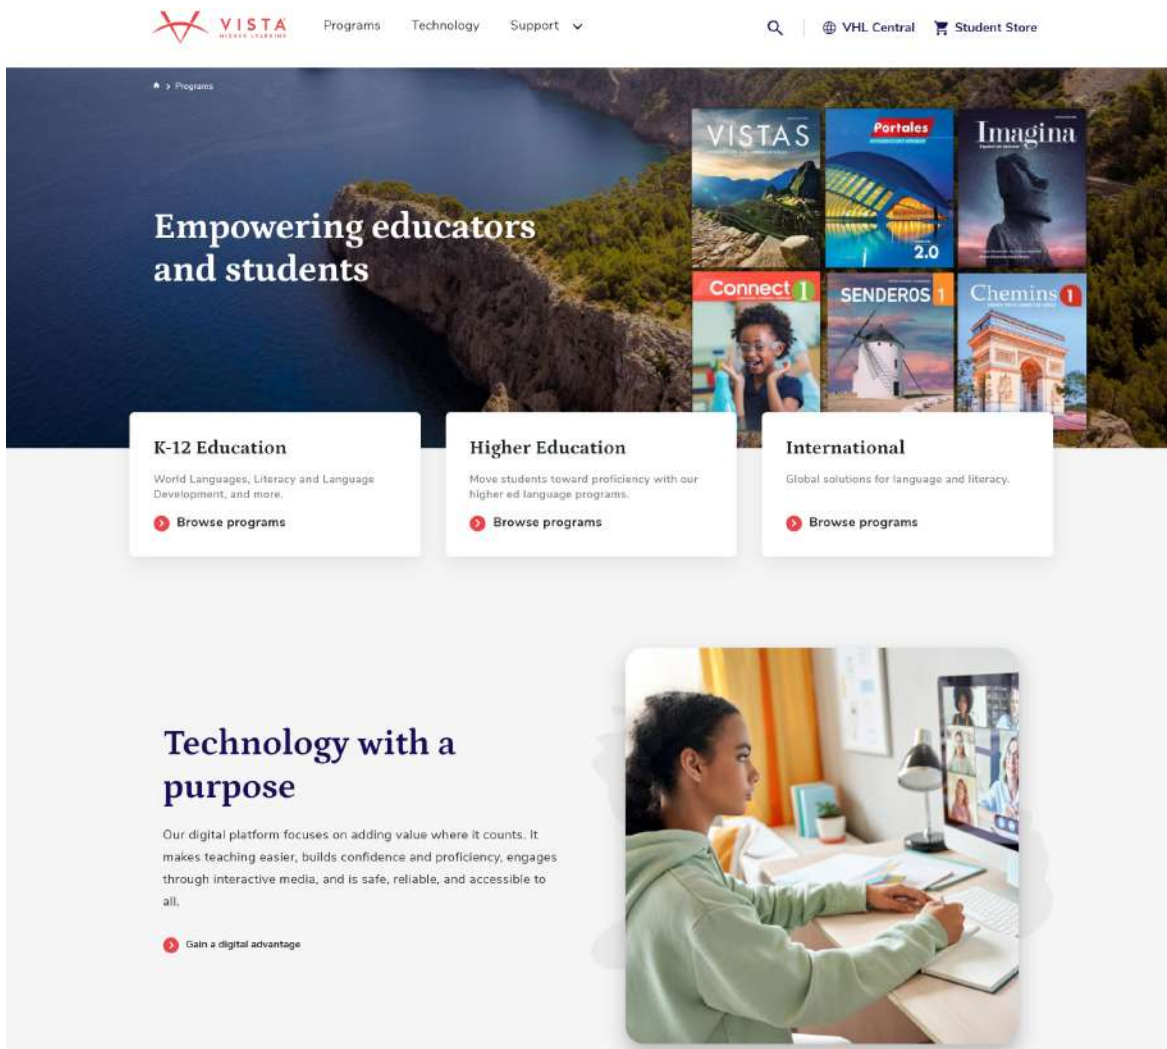 VISTA
HIGHER LEARNING
Programs
Technology
Support
VHL Central
Student Store
Programs
Empowering educators
and students
VISTAS
Portales
2.0
Imagina
Connect 1
SENDEROS 1
Chemins 1
K-12 Education
World Languages, Literacy and Language
Development, and more.
Browse programs
Higher Education
Move students toward proficiency with our
higher ed language programs.
Browse programs
International
Global solutions for language and literacy.
Browse programs
Technology with a
purpose
Our digital platform focuses on adding value where it counts. It
makes teaching easier, builds confidence and proficiency, engages
through interactive media, and is safe, reliable, and accessible to
all.
Gain a digital advantage